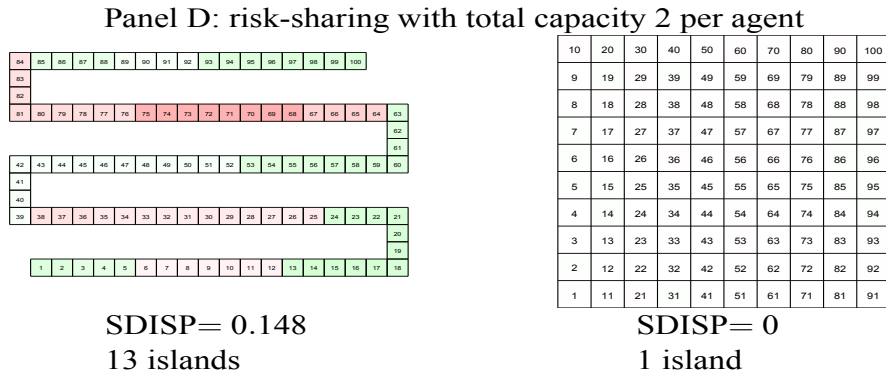 Panel D: risk-sharing with total capacity 2 per agent
84 85 86 87 88 89 90 91 92 93 94 95 96 97 98 99 100
83
82
81 80 79 78 77 76 75 74 73 72 71 70 69 68 67 66 65 64 63
62
61
42 43 44 45 46 47 48 49 50 51 52 53 54 55 56 57 58 59 60
41
40
39 38 37 36 35 34 33 32 31 30 29 28 27 26 25 24 23 22 21
20
19
1 2 3 4 5 6 7 8 9 10 11 12 13 14 15 16 17 18
SDISP= 0.148
13 islands
10 20 30 40 50 60 70 80 90 100
9 19 29 39 49 59 69 79 89 99
8 18 28 38 48 58 68 78 88 98
7 17 27 37 47 57 67 77 87 97
6 16 26 36 46 56 66 76 86 96
5 15 25 35 45 55 65 75 85 95
4 14 24 34 44 54 64 74 84 94
3 13 23 33 43 53 63 73 83 93
2 12 22 32 42 52 62 72 82 92
1 11 21 31 41 51 61 71 81 91
SDISP= 0
1 island